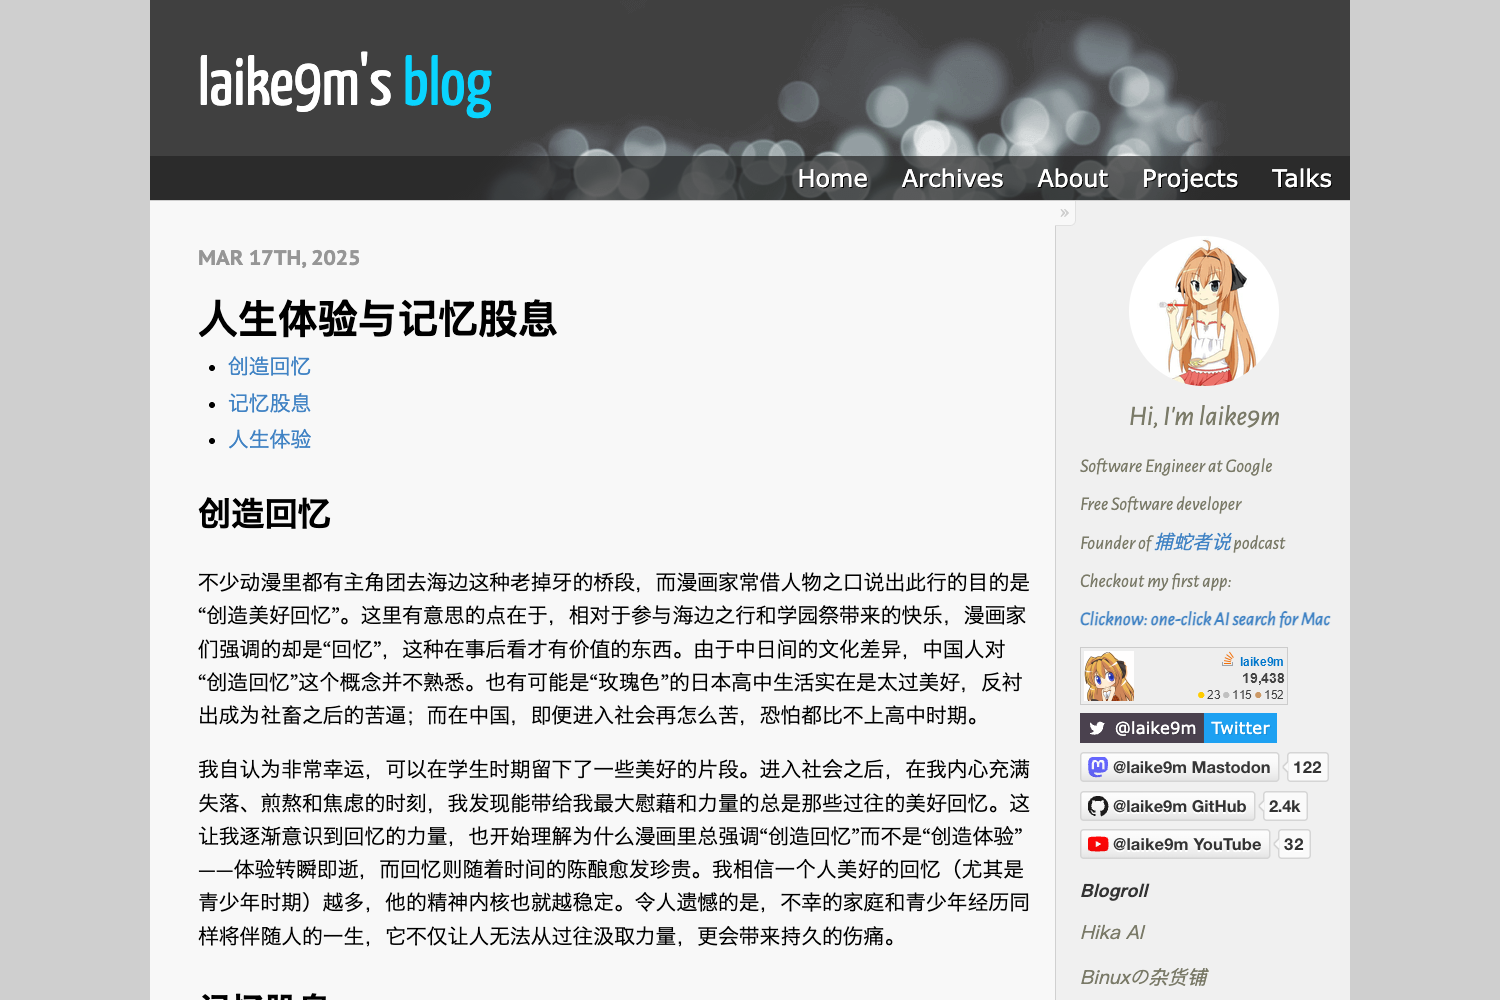 laike9m's blog
Home Archives About Projects Talks
»
MAR 17TH, 2025
人生体验与记忆股息
创造回忆
记忆股息
人生体验
创造回忆
不少动漫里都有主角团去海边这种老掉牙的桥段，而漫画家常借人物之口说出此行的目的是
“创造美好回忆”。这里有意思的点在于，相对于参与海边之行和学园祭带来的快乐，漫画家
们强调的却是“回忆”，这种在事后看才有价值的东西。由于中日间的文化差异，中国人对
“创造回忆”这个概念并不熟悉。也有可能是“玫瑰色”的日本高中生活实在是太过美好，反衬
出成为社畜之后的苦逼；而在中国，即便进入社会再怎么苦，恐怕都比不上高中时期。
我自认为非常幸运，可以在学生时期留下了一些美好的片段。进入社会之后，在我内心充满
失落、煎熬和焦虑的时刻，我发现能带给我最大慰藉和力量的总是那些过往的美好回忆。这
让我逐渐意识到回忆的力量，也开始理解为什么漫画里总强调“创造回忆”而不是“创造体验”
——体验转瞬即逝，而回忆则随着时间的陈酿愈发珍贵。我相信一个人美好的回忆（尤其是
青少年时期）越多，他的精神内核也就越稳定。令人遗憾的是，不幸的家庭和青少年经历同
样将伴随人的一生，它不仅让人无法从过往汲取力量，更会带来持久的伤痛。
记忆股息
Hi, I'm laike9m
Software Engineer at Google
Free Software developer
Founder of 捕蛇者说 podcast
Checkout my first app:
Clicknow: one-click AI search for Mac
laike9m
19,438
23 115 152
@laike9m Twitter
@laike9m Mastodon 122
@laike9m GitHub 2.4k
@laike9m YouTube 32
Blogroll
Hika AI
Binuxの杂货铺